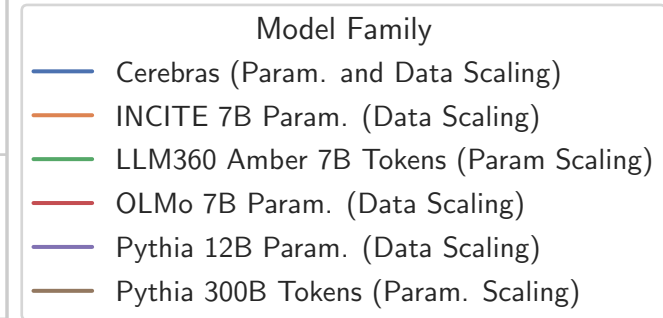 Model Family
Cerebras (Param. and Data Scaling)
INCITE 7B Param. (Data Scaling)
LLM360 Amber 7B Tokens (Param Scaling)
OLMo 7B Param. (Data Scaling)
Pythia 12B Param. (Data Scaling)
Pythia 300B Tokens (Param. Scaling)